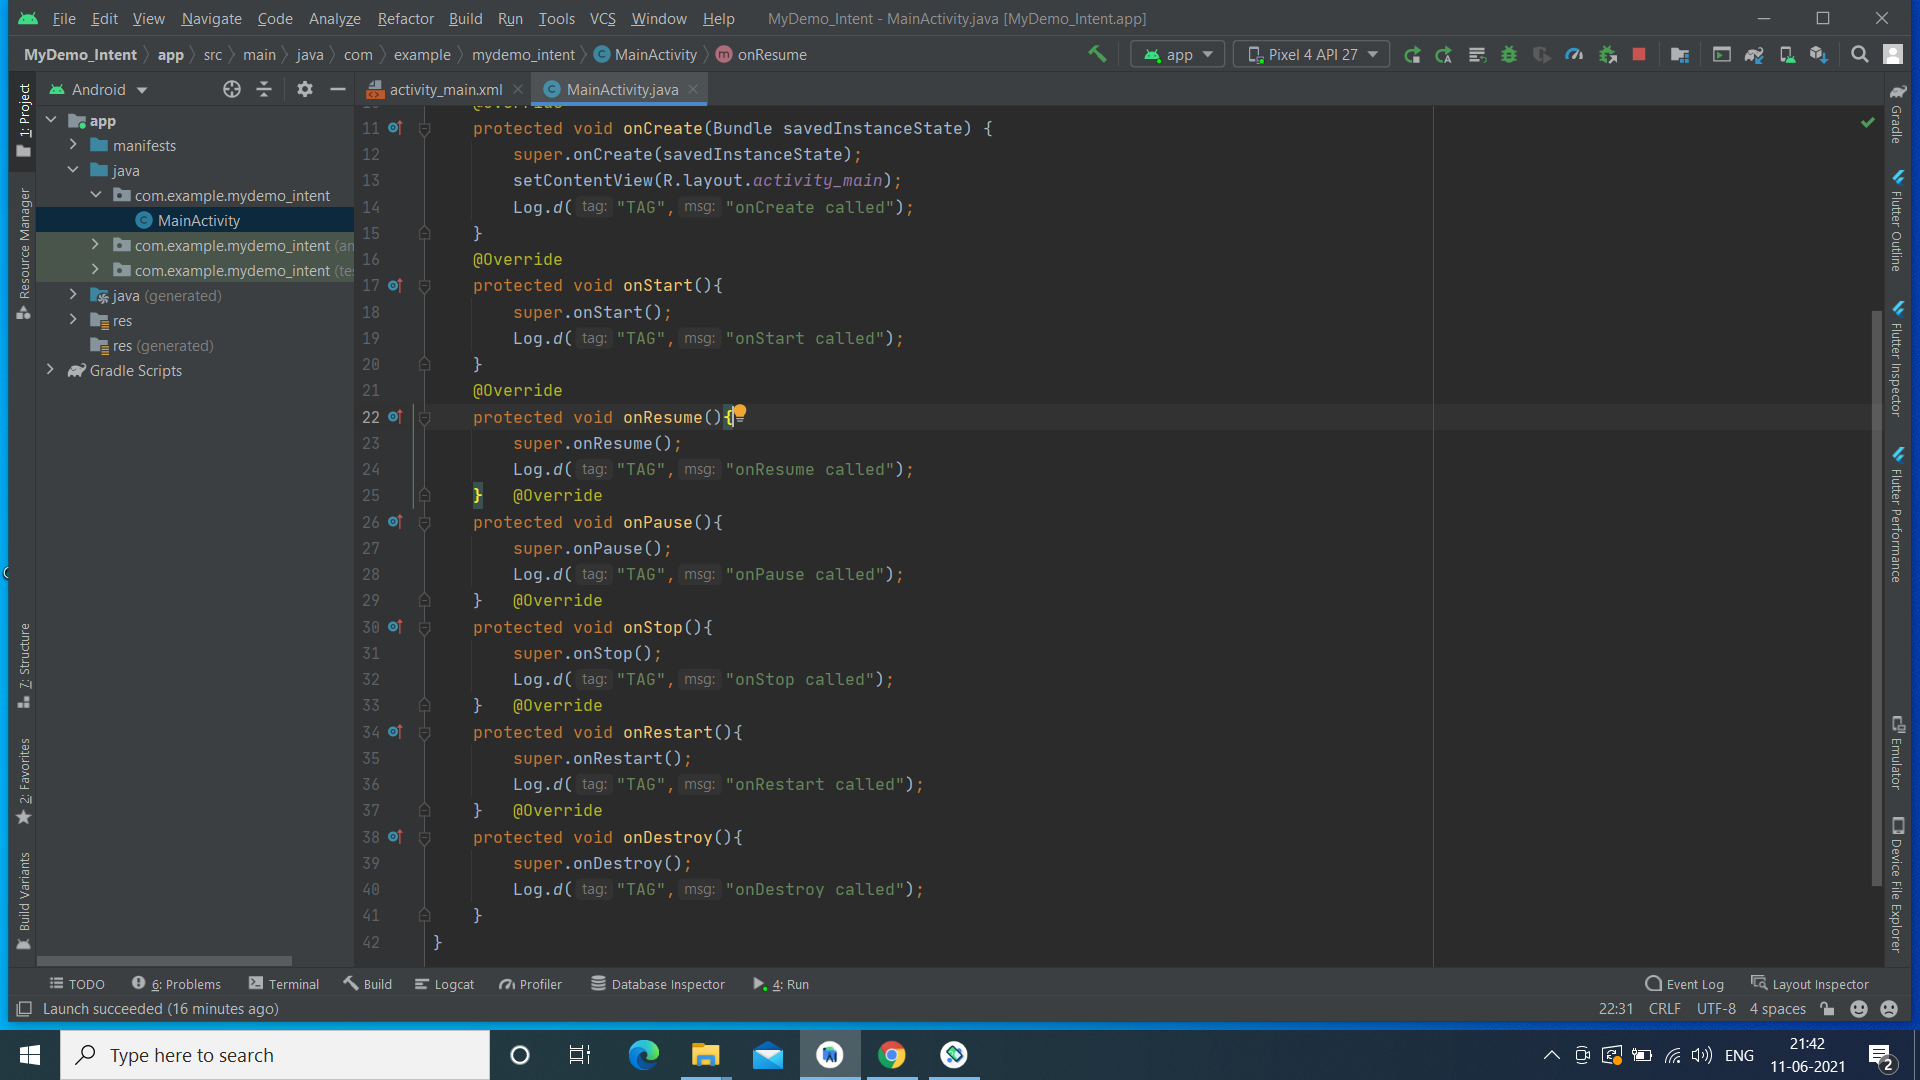 File Edit View Navigate Code Analyze Refactor Build Run Tools VCS Window Help MyDemo_Intent - MainActivity.java [MyDemo_Intent.app]
MyDemo_Intent app src main java com example mydemo_intent MainActivity onResume app Pixel 4 API 27
Android
activity_main.xml MainActivity.java
1: Project
Resource Manager
7: Structure
2: Favorites
Build Variants
app
manifests
java
com.example.mydemo_intent
MainActivity
com.example.mydemo_intent (an
com.example.mydemo_intent (tes
java (generated)
res
res (generated)
Gradle Scripts
@Override
11 protected void onCreate(Bundle savedInstanceState) {
12 super.onCreate(savedInstanceState);
13 setContentView(R.layout.activity_main);
14 Log.d( tag: "TAG", msg: "onCreate called");
15 }
16 @Override
17 protected void onStart(){
18 super.onStart();
19 Log.d( tag: "TAG", msg: "onStart called");
20 }
21 @Override
22 protected void onResume(){
23 super.onResume();
24 Log.d( tag: "TAG", msg: "onResume called");
25 } @Override
26 protected void onPause(){
27 super.onPause();
28 Log.d( tag: "TAG", msg: "onPause called");
29 } @Override
30 protected void onStop(){
31 super.onStop();
32 Log.d( tag: "TAG", msg: "onStop called");
33 } @Override
34 protected void onRestart(){
35 super.onRestart();
36 Log.d( tag: "TAG", msg: "onRestart called");
37 } @Override
38 protected void onDestroy(){
39 super.onDestroy();
40 Log.d( tag: "TAG", msg: "onDestroy called");
41 }
42 }
Gradle
Flutter Outline
Flutter Inspector
Flutter Performance
Emulator
Device File Explorer
TODO 6: Problems Terminal Build Logcat Profiler Database Inspector 4: Run Event Log Layout Inspector
Launch succeeded (16 minutes ago) 22:31 CRLF UTF-8 4 spaces
Type here to search
ENG
21:42
11-06-2021
2